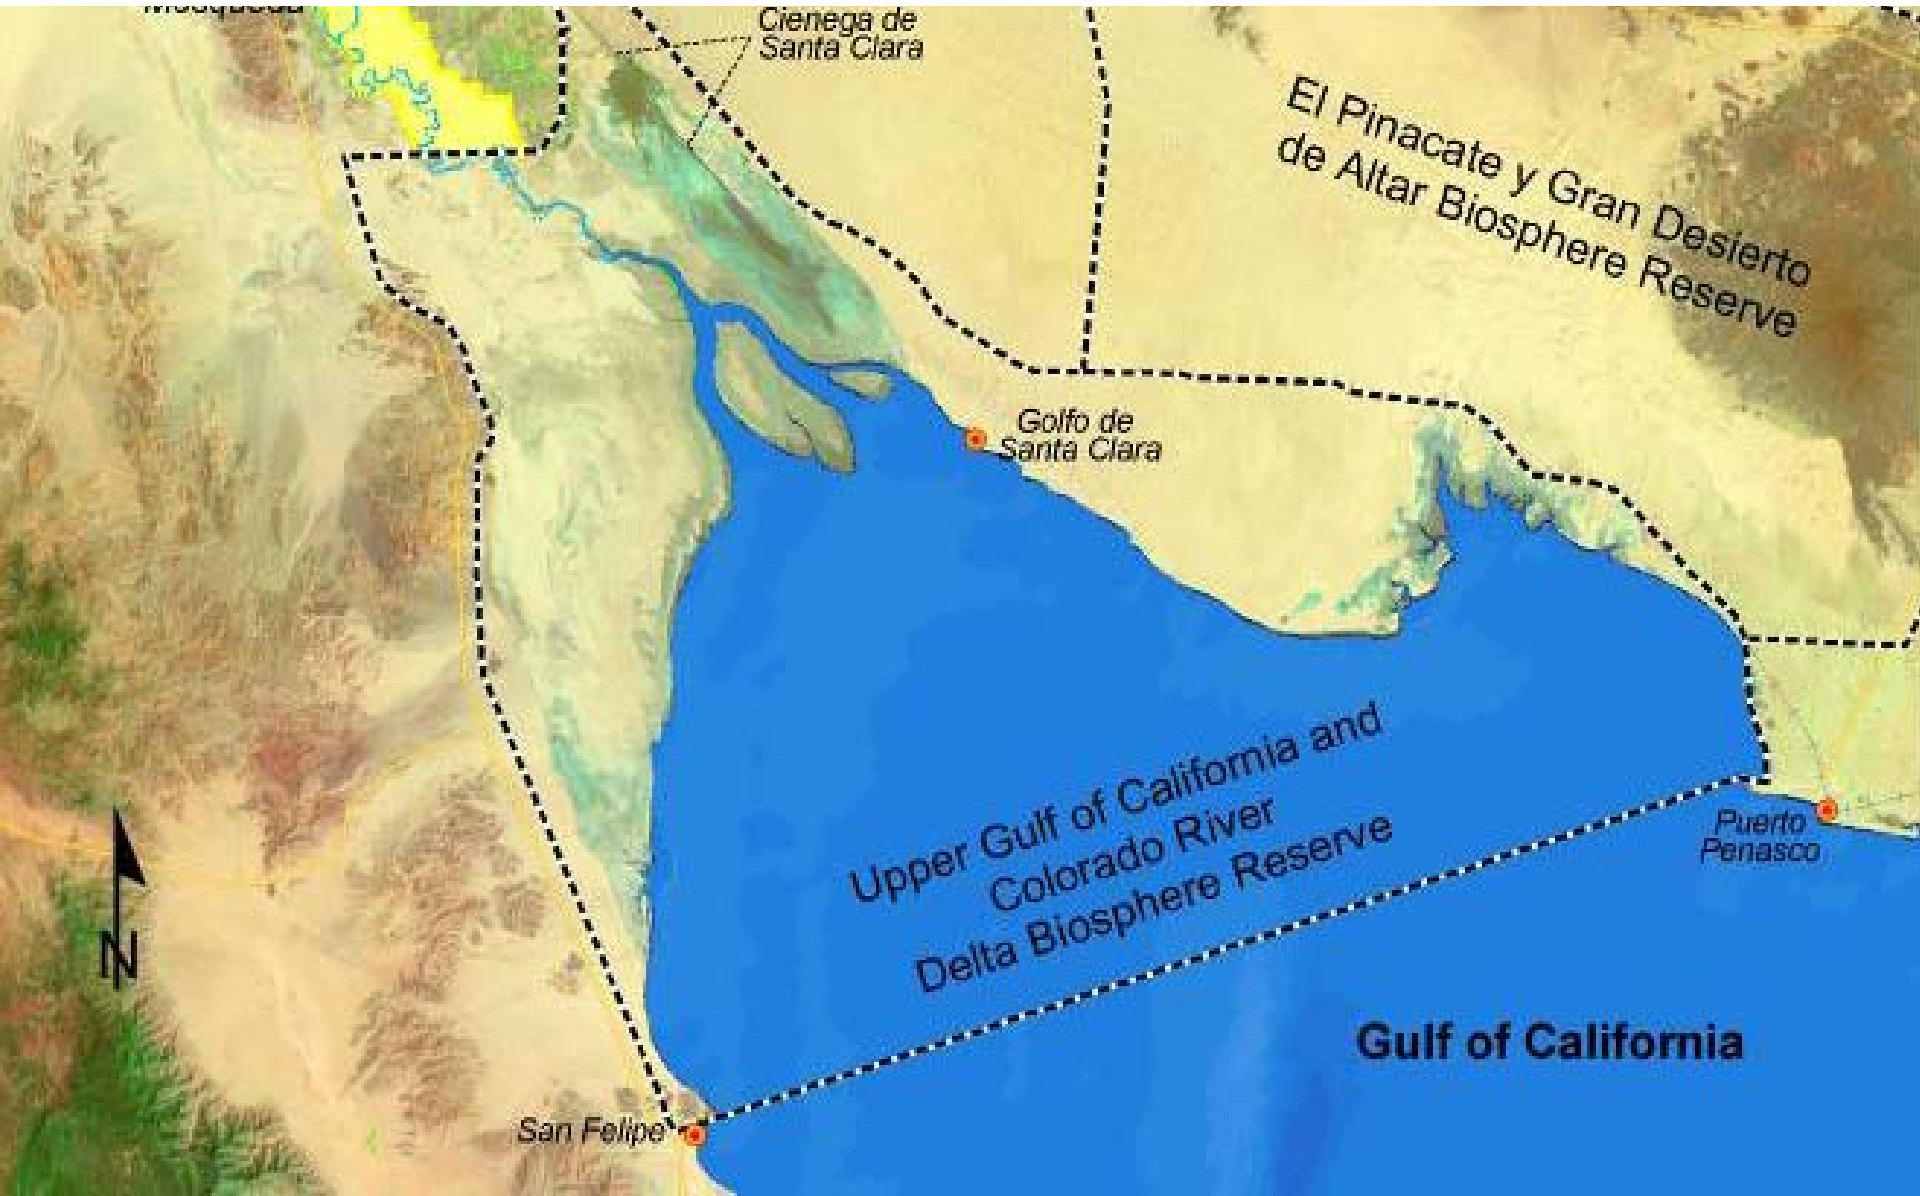 Cienega de
Santa Clara
El Pinacate y Gran Desierto
de Altar Biosphere Reserve
Golfo de
Santa Clara
Upper Gulf of California and
Colorado River
Delta Biosphere Reserve
Puerto
Penasco
N
Gulf of California
San Felipe